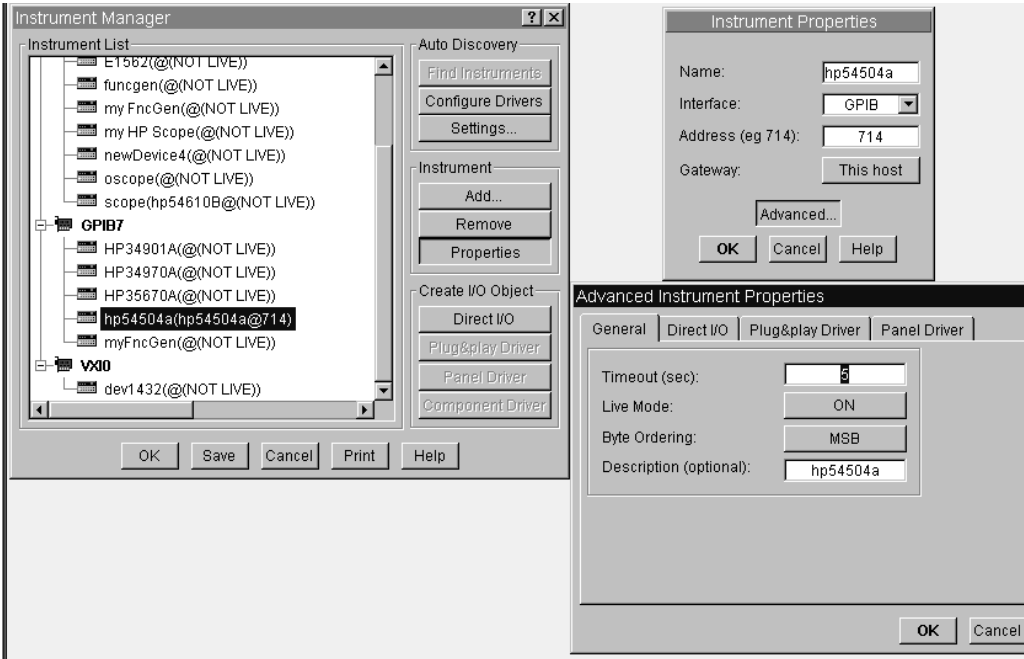 Instrument Manager
Instrument List
E1562(@(NOT LIVE))
funcgen(@(NOT LIVE))
my FncGen(@(NOT LIVE))
my HP Scope(@(NOT LIVE))
newDevice4(@(NOT LIVE))
oscope(@(NOT LIVE))
scope(hp54610B@(NOT LIVE))
GPIB7
HP34901A(@(NOT LIVE))
HP34970A(@(NOT LIVE))
HP35670A(@(NOT LIVE))
hp54504a(hp54504a@714)
myFncGen(@(NOT LIVE))
VXI0
dev1432(@(NOT LIVE))
Auto Discovery
Find Instruments
Configure Drivers
Settings...
Instrument
Add...
Remove
Properties
Create I/O Object
Direct I/O
Plug&play Driver
Panel Driver
Component Driver
OK Save Cancel Print Help
Instrument Properties
Name: hp54504a
Interface: GPIB
Address (eg 714): 714
Gateway: This host
Advanced...
OK Cancel Help
Advanced Instrument Properties
General Direct I/O Plug&play Driver Panel Driver
Timeout (sec): 5
Live Mode: ON
Byte Ordering: MSB
Description (optional): hp54504a
OK Cancel